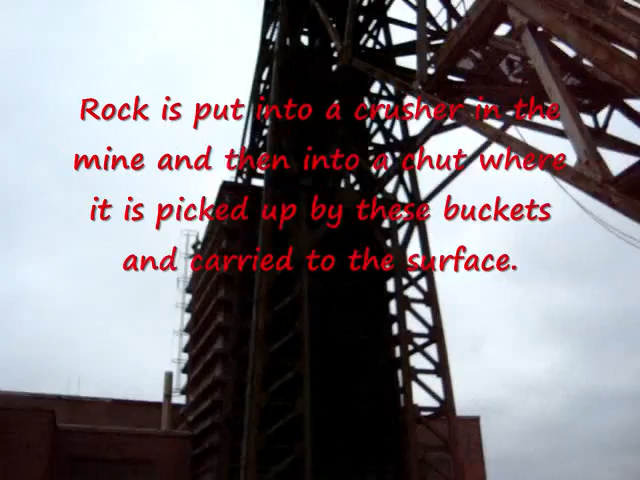 Rock is put into a crusher in the
mine and then into a chut where
it is picked up by these buckets
and carried to the surface.